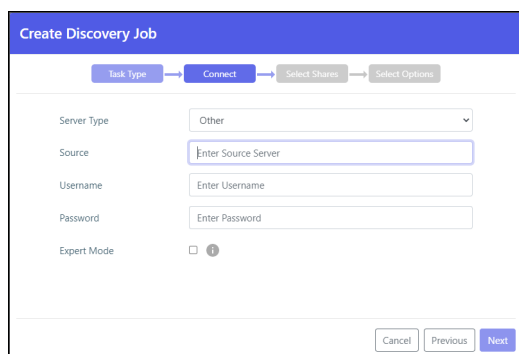 Create Discovery Job
Task Type
Connect
Select Shares
Select Options
Server Type
Other
Source
Enter Source Server
Username
Enter Username
Password
Enter Password
Expert Mode
i
Cancel
Previous
Next